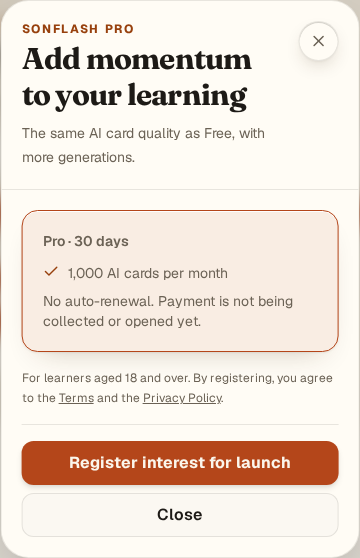 SONFLASH PRO
Add momentum
to your learning
The same AI card quality as Free, with
more generations.
Pro · 30 days
1,000 AI cards per month
No auto-renewal. Payment is not being
collected or opened yet.
For learners aged 18 and over. By registering, you agree
to the Terms and the Privacy Policy.
Register interest for launch
Close